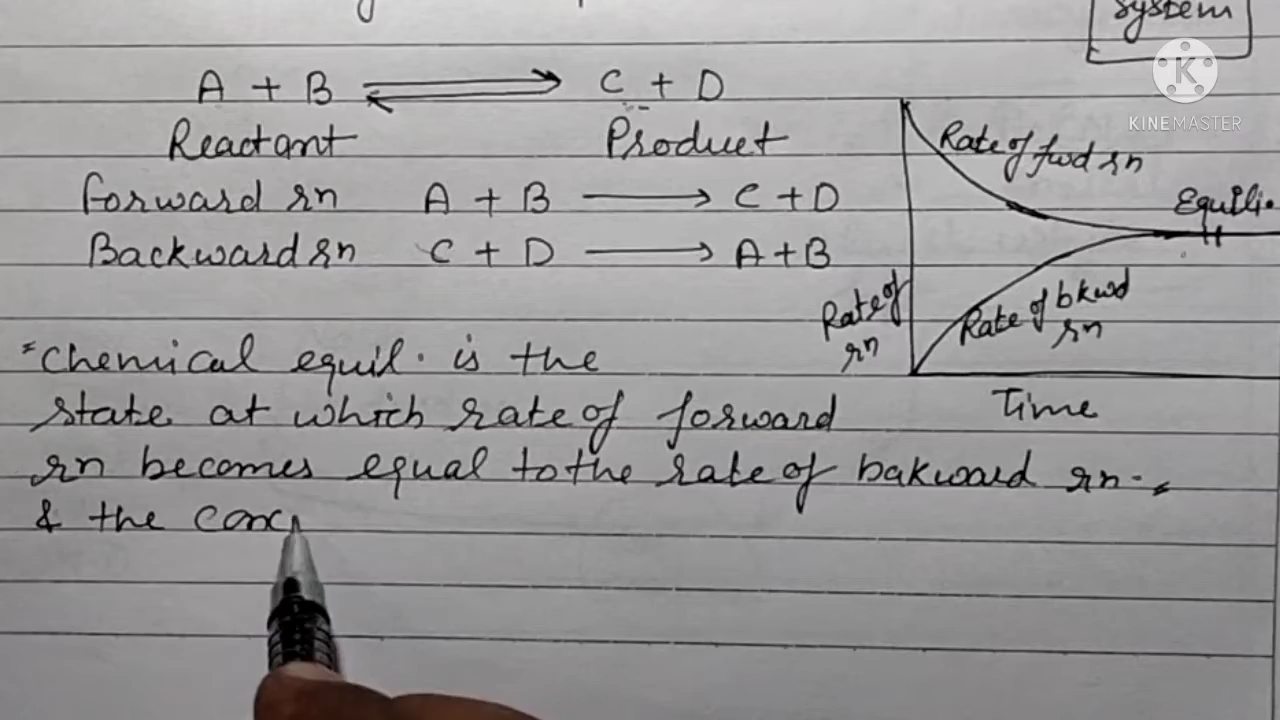 system
A + B ⇌ C + D
KINEMASTER
Reactant Product
Rate of fwd rn
Forward rn A + B ⟶ C + D
Equilib
Backward rn C + D ⟶ A + B
Rate of rn
Rate of bkwd rn
"Chemical equil. is the
state at which rate of forward
Time
rn becomes equal to the rate of bakward rn."
& the conc